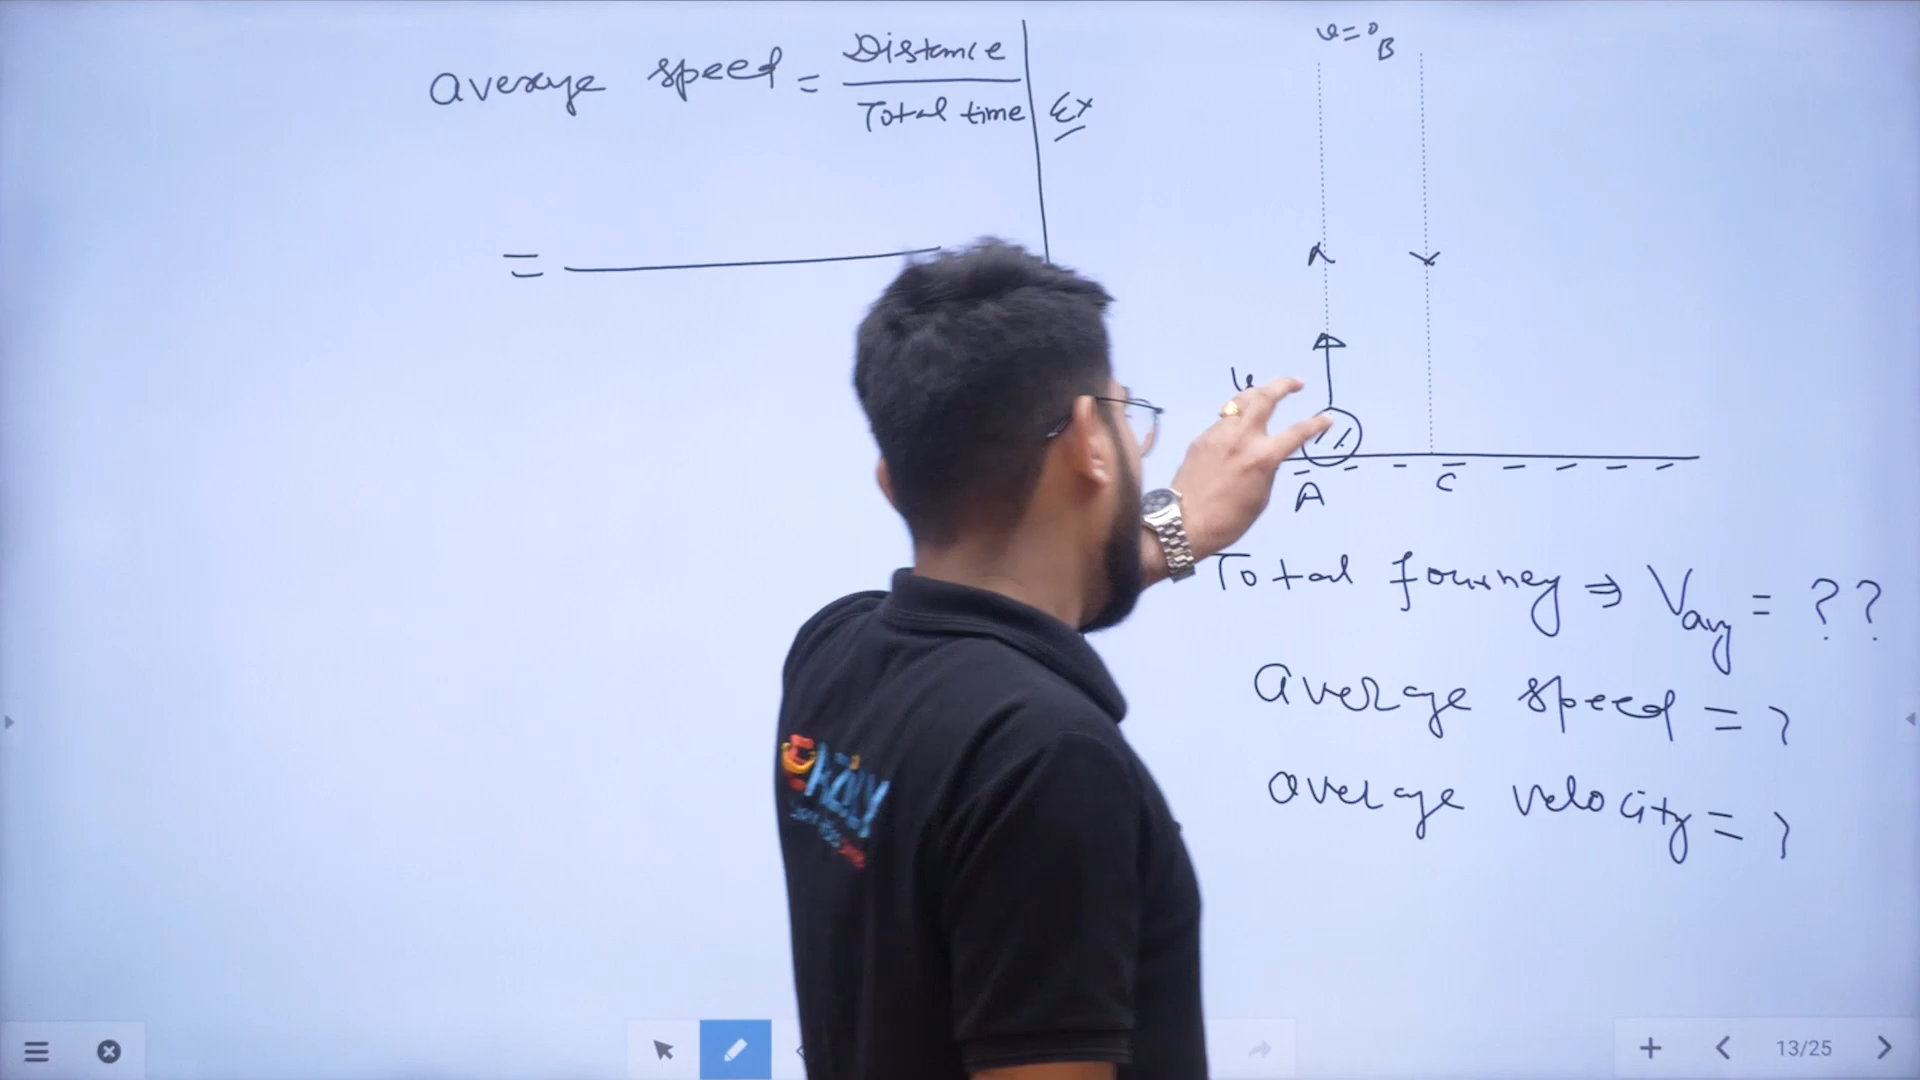 average speed = Distance / Total time
Ex
=
v=0
B
A
C
Total Journey ⇒ Vavg = ??
average speed = ?
average velocity = ?
13/25